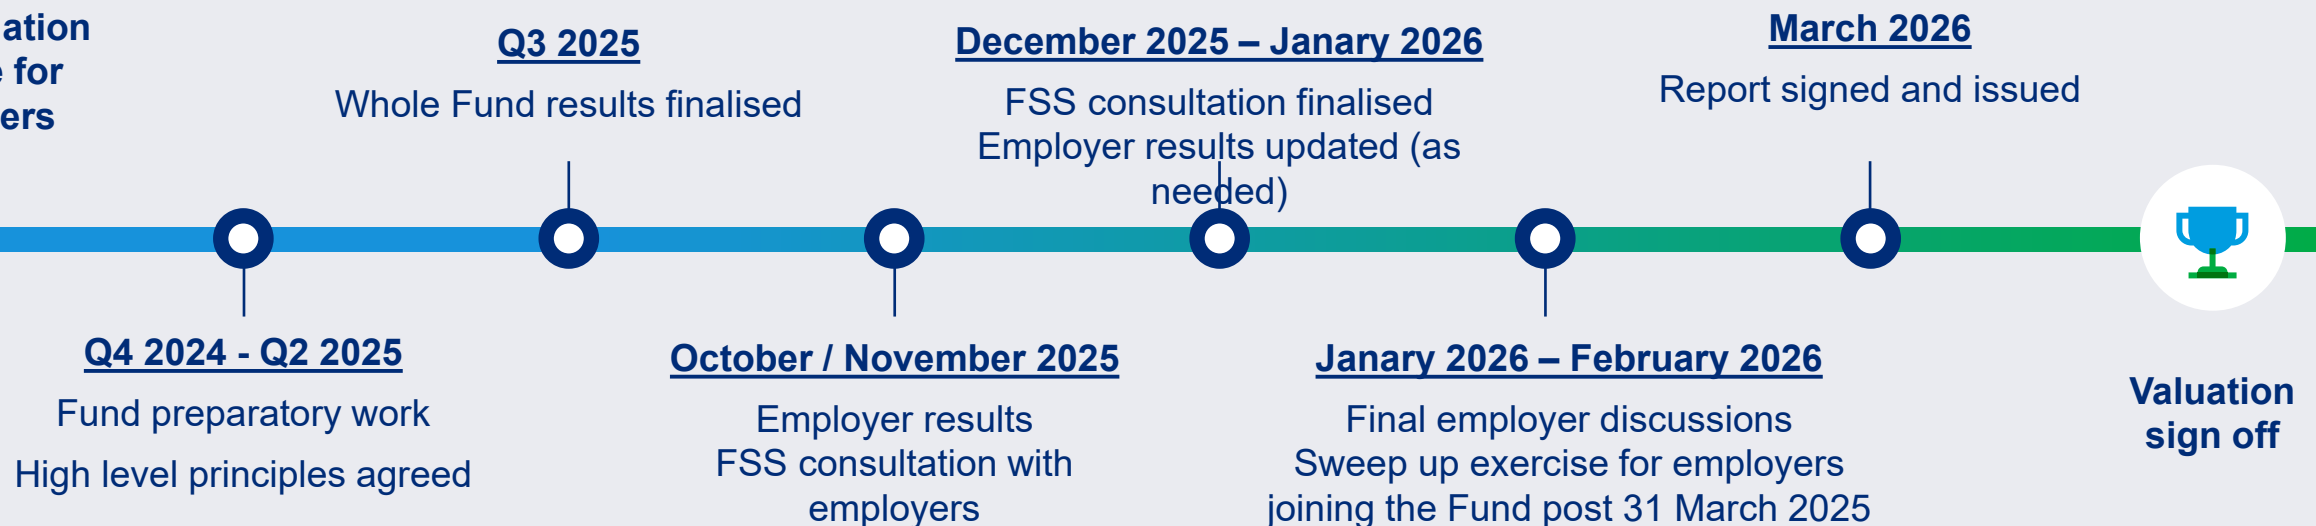 ation
for
ers
Q4 2024 - Q2 2025
Fund preparatory work
High level principles agreed
Q3 2025
Whole Fund results finalised
October / November 2025
Employer results
FSS consultation with
employers
December 2025 – Janary 2026
FSS consultation finalised
Employer results updated (as
needed)
Janary 2026 – February 2026
Final employer discussions
Sweep up exercise for employers
joining the Fund post 31 March 2025
March 2026
Report signed and issued
Valuation
sign off